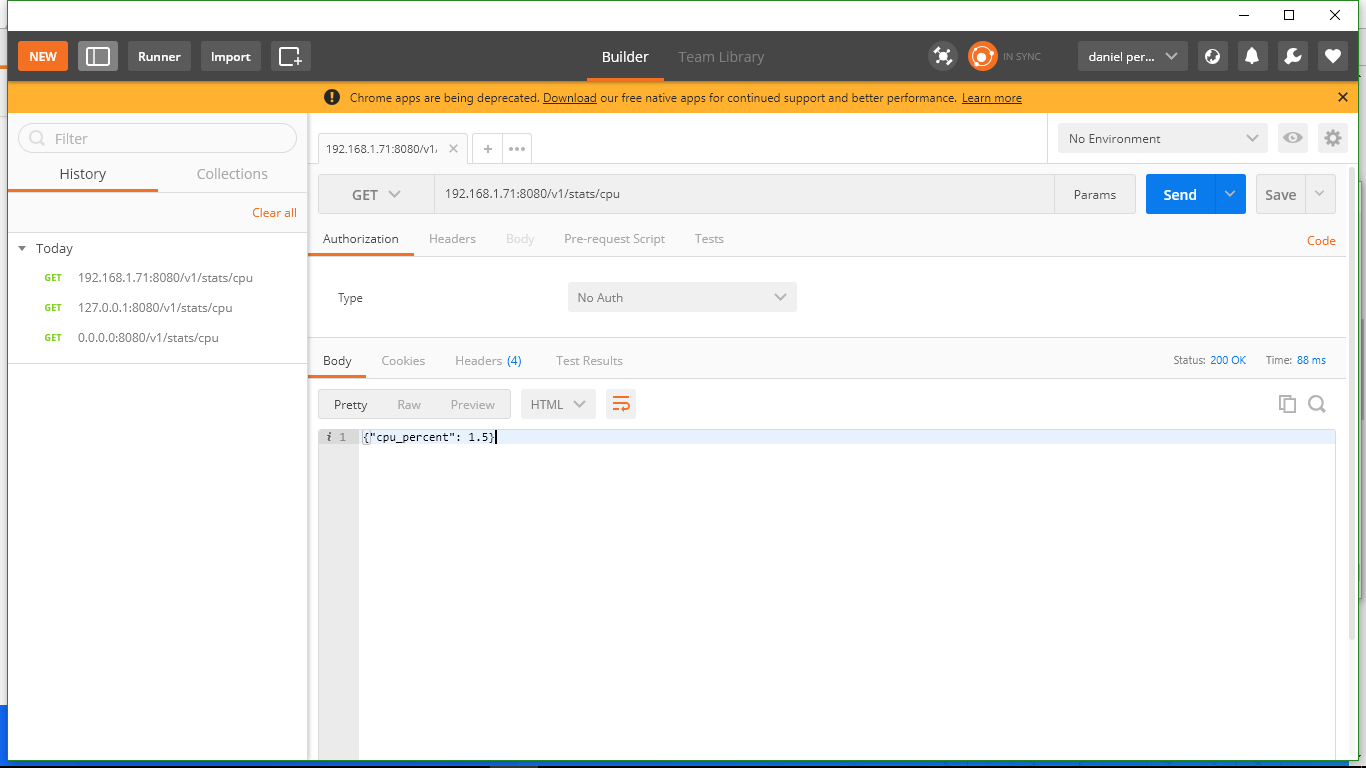 NEW Runner Import Builder Team Library IN SYNC daniel per...
Chrome apps are being deprecated. Download our free native apps for continued support and better performance. Learn more
Filter
History Collections
Clear all
Today
GET 192.168.1.71:8080/v1/stats/cpu
GET 127.0.0.1:8080/v1/stats/cpu
GET 0.0.0.0:8080/v1/stats/cpu
192.168.1.71:8080/v1/ No Environment
GET 192.168.1.71:8080/v1/stats/cpu Params Send Save
Authorization Headers Body Pre-request Script Tests Code
Type No Auth
Body Cookies Headers (4) Test Results Status: 200 OK Time: 88 ms
Pretty Raw Preview HTML
i 1 {"cpu_percent": 1.5}